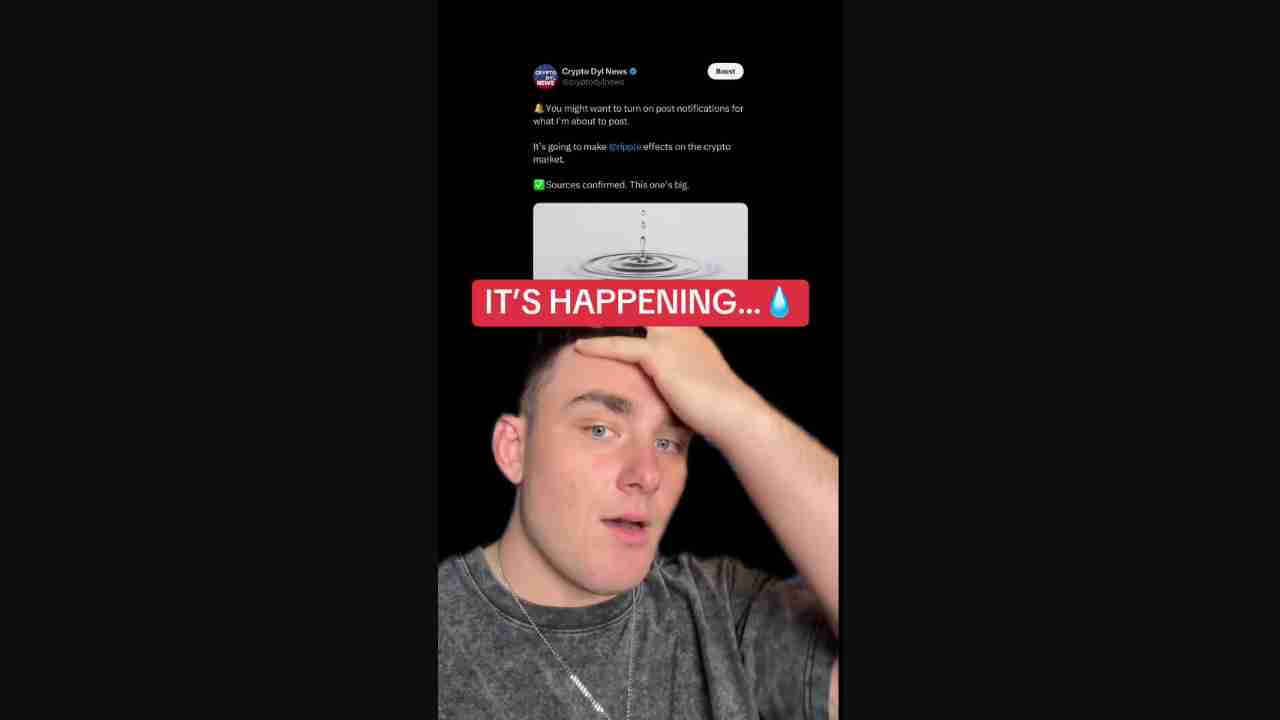 CRYPTO
DYL
NEWS
Crypto Dyl News
@cryptodylnews
Boost
🔔You might want to turn on post notifications for
what I'm about to post.
It's going to make @ripple effects on the crypto
market.
✅Sources confirmed. This one's big.
IT'S HAPPENING...💧